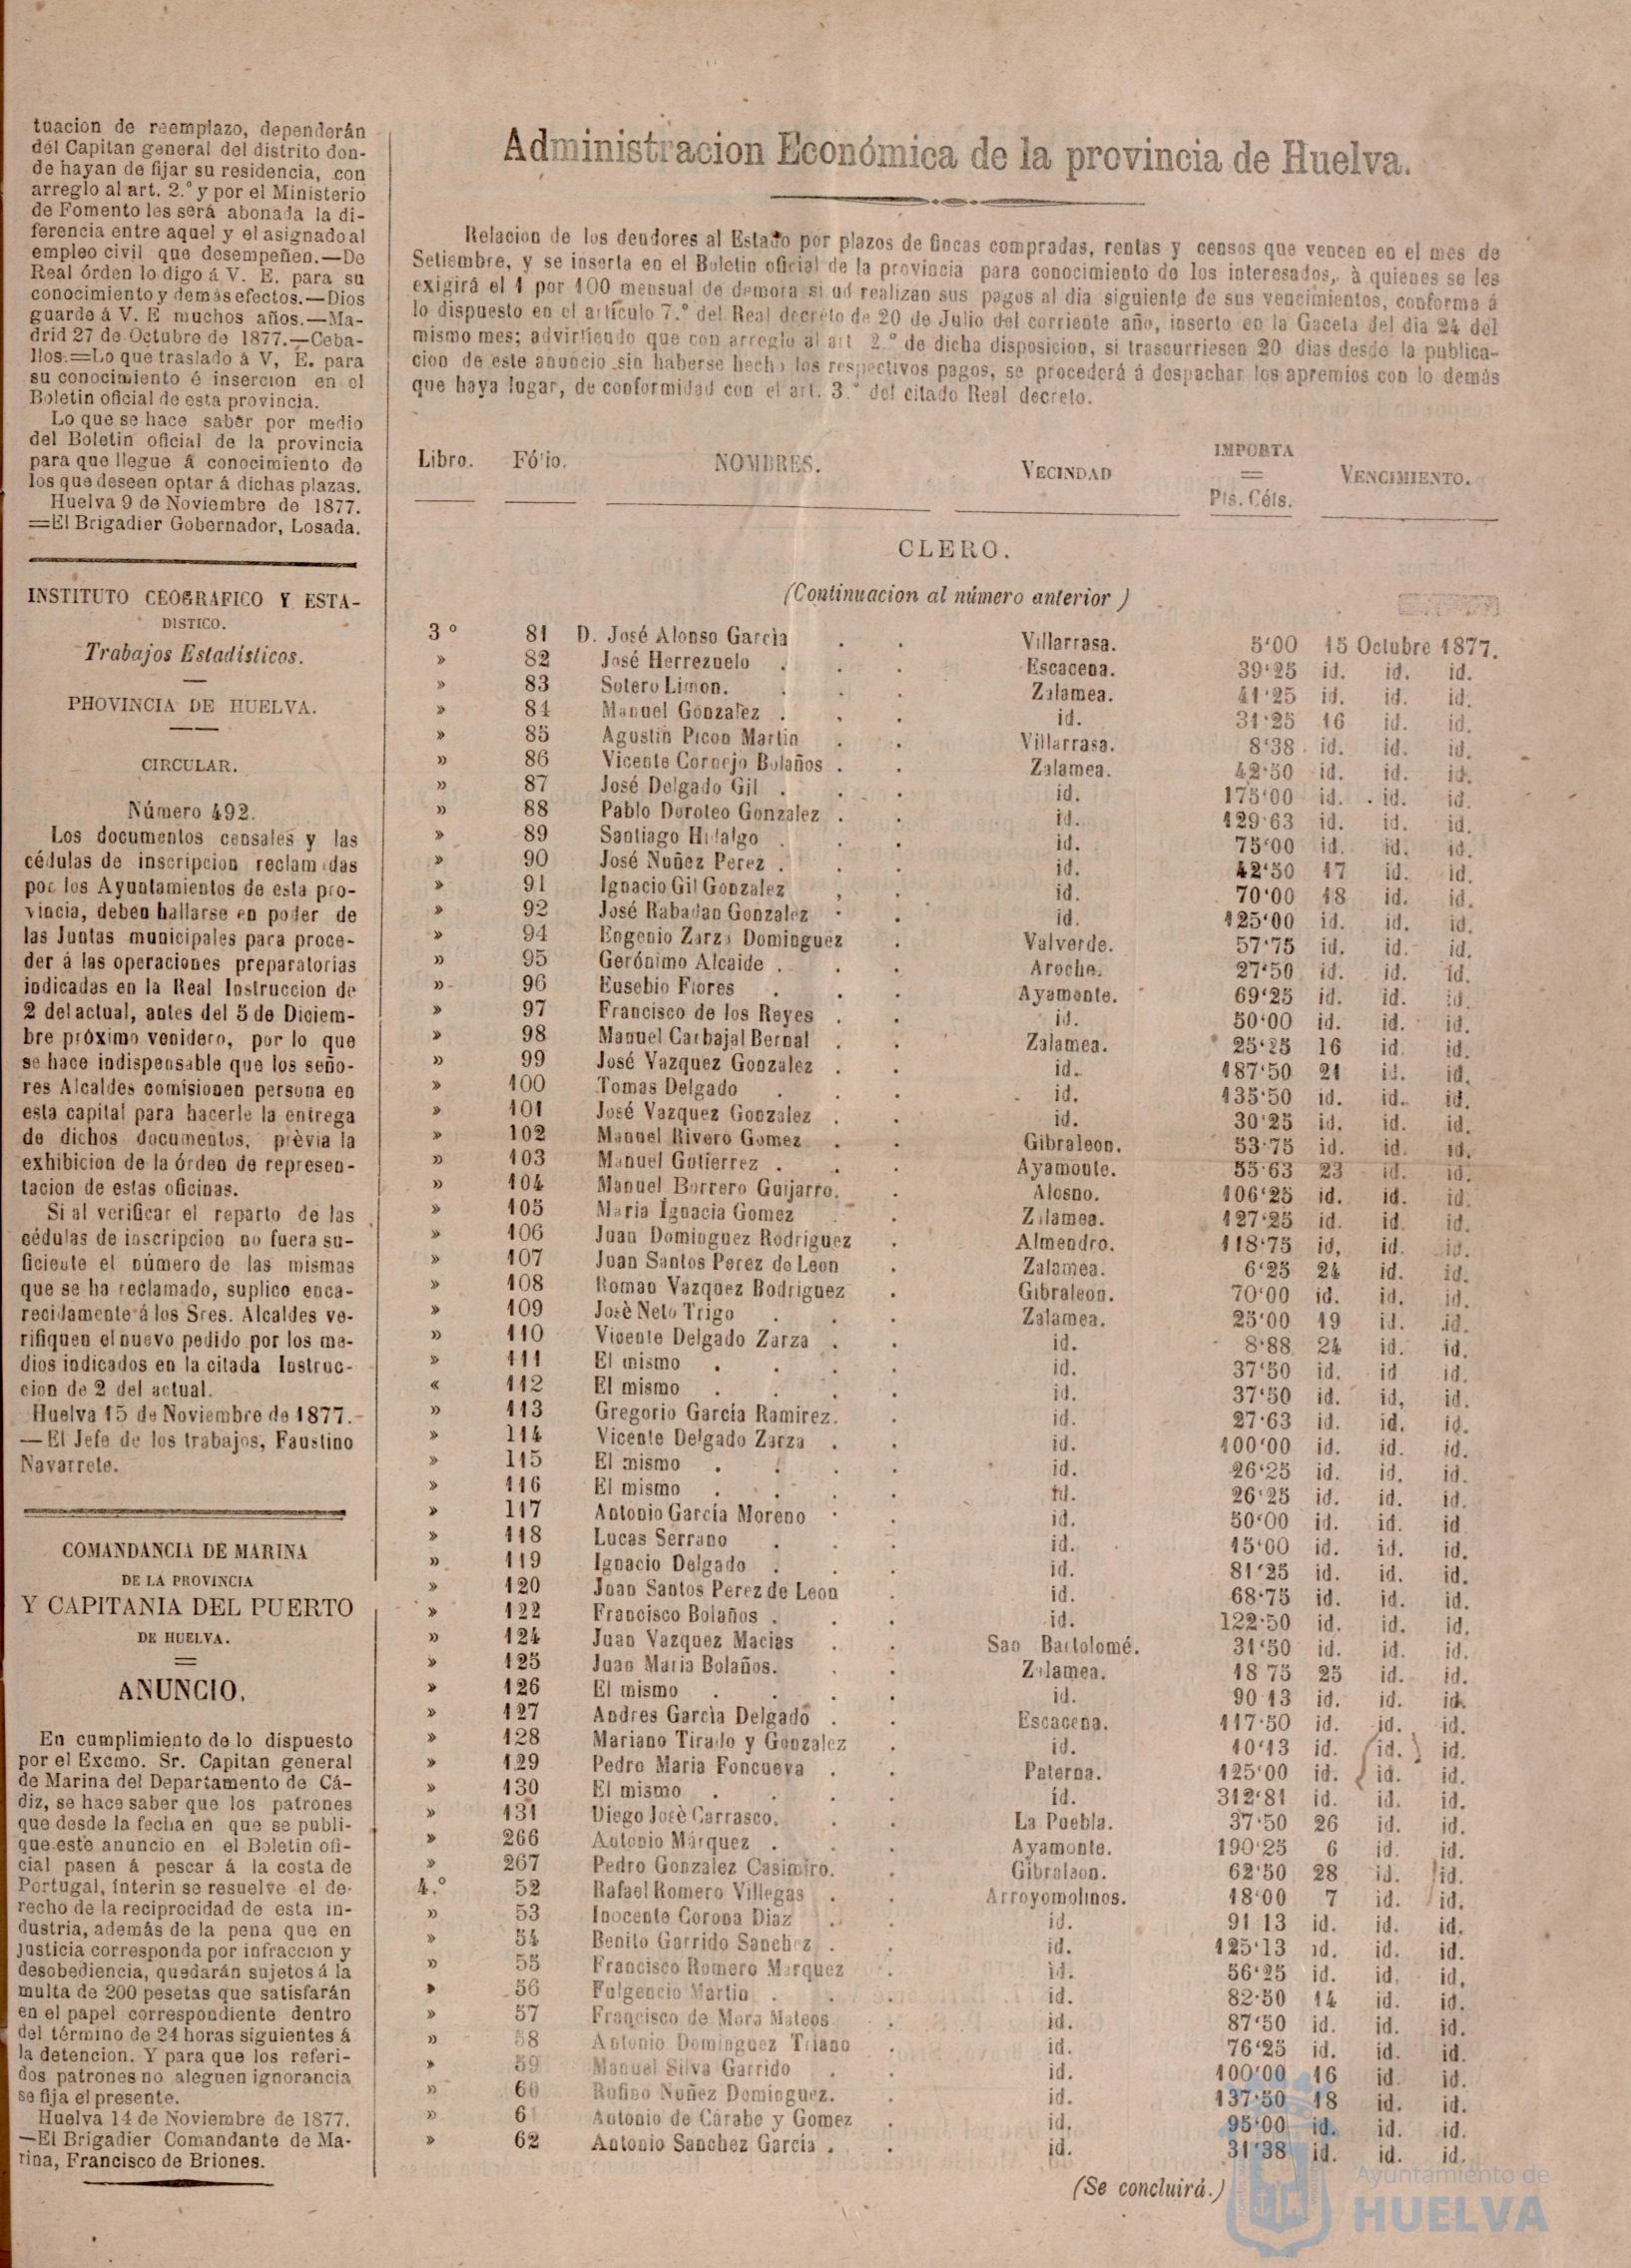 tuacion de reemplazo, dependerán
del Capitan general del distrito don-
de hayan de fijar su residencia, con
arreglo al art. 2.º y por el Ministerio
de Fomento les será abonada la di-
ferencia entre aquel y el asignado al
empleo civil que desempeñen.—De
Real órden lo digo á V. E. para su
conocimiento y demás efectos.—Dios
guarde á V. E muchos años.—Ma-
drid 27 de Octubre de 1877.—Ceba-
llos.=Lo que traslado á V, E. para
su conocimiento é insercion en el
Boletin oficial de esta provincia.
Lo que se hace saber por medio
del Boletin oficial de la provincia
para que llegue á conocimiento de
los que deseen optar á dichas plazas.
Huelva 9 de Noviembre de 1877.
=El Brigadier Gobernador, Losada.
INSTITUTO CEOGRAFICO Y ESTA-
DISTICO.
Trabajos Estadísticos.
PROVINCIA DE HUELVA.
CIRCULAR.
Número 492.
Los documentos censales y las
cédulas de inscripcion reclamadas
por los Ayuntamientos de esta pro-
vincia, deben hallarse en poder de
las Juntas municipales para proce-
der á las operaciones preparatorias
indicadas en la Real Instruccion de
2 del actual, antes del 5 de Diciem-
bre próximo venidero, por lo que
se hace indispensable que los seño-
res Alcaldes comisionen persona en
esta capital para hacerle la entrega
de dichos documentos, prèvia la
exhibicion de la órden de represen-
tacion de estas oficinas.
Si al verificar el reparto de las
cédulas de inscripcion no fuera su-
ficiente el número de las mismas
que se ha reclamado, suplico enca-
recidamente á los Sres. Alcaldes ve-
rifiquen el nuevo pedido por los me-
dios indicados en la citada Instruc-
cion de 2 del actual.
Huelva 15 de Noviembre de 1877.
—El Jefe de los trabajos, Faustino
Navarrete.
COMANDANCIA DE MARINA
DE LA PROVINCIA
Y CAPITANIA DEL PUERTO
DE HUELVA.
ANUNCIO.
En cumplimiento de lo dispuesto
por el Excmo. Sr. Capitan general
de Marina del Departamento de Cá-
diz, se hace saber que los patrones
que desde la fecha en que se publi-
que este anuncio en el Boletin ofi-
cial pasen á pescar á la costa de
Portugal, ínterin se resuelve el de-
recho de la reciprocidad de esta in-
dustria, además de la pena que en
justicia corresponda por infraccion y
desobediencia, quedarán sujetos á la
multa de 200 pesetas que satisfarán
en el papel correspondiente dentro
del término de 24 horas siguientes á
la detencion. Y para que los referi-
dos patrones no aleguen ignorancia
se fija el presente.
Huelva 14 de Noviembre de 1877.
—El Brigadier Comandante de Ma-
rina, Francisco de Briones.
Administracion Económica de la provincia de Huelva.
Relacion de los deudores al Estado por plazos de fincas compradas, rentas y censos que vencen en el mes de
Setiembre, y se inserta en el Boletin oficial de la provincia para conocimiento de los interesados, à quienes se les
exigirá el 1 por 100 mensual de demora si nd realizan sus pagos al dia siguiente de sus vencimientos, conforme á
lo dispuesto en el artículo 7.º del Real decreto de 20 de Julio del corriente año, inserto en la Gaceta del dia 24 del
mismo mes; advirtiendo que con arreglo al art 2.º de dicha disposicion, si trascurriesen 20 dias desde la publica-
cion de este anuncio sin haberse hecho los respectivos pagos, se procederá á despachar los apremios con lo demás
que haya lugar, de conformidad con el art. 3.º del citado Real decreto.
Libro. Fólio. NOMBRES. VECINDAD IMPORTA = Pts. Céts. VENCIMIENTO.
CLERO.
(Continuacion al número anterior )
3º 81 D. José Alonso Garcìa . . Villarrasa. 5'00 15 Octubre 1877.
» 82 José Herrezuelo . . . Escacena. 39'25 id. id. id.
» 83 Sotero Limon. . . . Zalamea. 41'25 id. id. id.
» 84 Manuel Gonzalez . . . id. 31'25 16 id. id.
» 85 Agustin Picon Martin . . Villarrasa. 8'38 id. id. id.
» 86 Vicente Cornejo Bolaños . . Zalamea. 42'50 id. id. id.
» 87 José Delgado Gil . . . id. 175'00 id. id. id.
» 88 Pablo Doroteo Gonzalez . . id. 129'63 id. id. id.
» 89 Santiago Hidalgo . . . id. 75'00 id. id. id.
» 90 José Nuñez Perez . . . id. 42'50 17 id. id.
» 91 Ignacio Gil Gonzalez , . id. 70'00 18 id. id.
» 92 José Rabadan Gonzalez . . id. 125'00 id. id. id.
» 94 Eugenio Zarza Dominguez . Valverde. 57'75 id. id. id.
» 95 Gerónimo Alcaide . . . Aroche. 27'50 id. id. id.
» 96 Eusebio Flores . . . Ayamonte. 69'25 id. id. id.
» 97 Francisco de los Reyes . . id. 50'00 id. id. id.
» 98 Manuel Carbajal Bernal . . Zalamea. 25'25 16 id id.
» 99 José Vazquez Gonzalez . . id. 187'50 21 id. id.
» 100 Tomas Delgado . . . id. 135'50 id. id. id.
» 101 José Vazquez Gonzalez . . id. 30'25 id. id. id.
» 102 Manuel Rivero Gomez . . Gibraleon. 53'75 id. id. id.
» 103 Manuel Gutierrez . . . Ayamonte. 55'63 23 id. id.
» 104 Manuel Borrero Guijarro. . Alosno. 106'25 id. id. id.
» 105 Maria Ignacia Gomez . . Zalamea. 127'25 id. id. id.
» 106 Juan Dominguez Rodriguez . Almendro. 118'75 id, id. id.
» 107 Juan Santos Perez de Leon . Zalamea. 6'25 24 id. id.
» 108 Roman Vazquez Rodriguez . Gibraleon. 70'00 id. id. id.
» 109 Josè Neto Trigo . . . Zalamea. 25'00 19 id. id.
» 110 Vicente Delgado Zarza . . id. 8'88 24 id. id.
» 111 El mismo . . . . id. 37'50 id. id id.
« 112 El mismo . . . . id. 37'50 id. id, id.
» 113 Gregorio García Ramirez. . id. 27'63 id. id. id.
» 114 Vicente Delgado Zarza . . id. 100'00 id. id. id.
» 115 El mismo . . . . id. 26'25 id. id. id.
» 116 El mismo . . . . id. 26'25 id. id. id.
» 117 Antonio García Moreno . . id. 50'00 id. id. id
» 118 Lucas Serrano . . . id. 15'00 id. id. id.
» 119 Ignacio Delgado . . . id. 81'25 id. id. id.
» 120 Juan Santos Perez de Leon . id. 68'75 id. id. id.
» 122 Francisco Bolaños . . . id. 122'50 id. id. id.
» 124 Juan Vazquez Macias . . San Bartolomé. 31'50 id. id. id.
» 125 Juan Maria Bolaños. . . Zalamea. 18 75 25 id. id.
» 126 El mismo . . . . id. 90 13 id. id. id.
» 127 Andres Garcìa Delgado . . Escacena. 117'50 id. id. id.
» 128 Mariano Tirado y Gonzalez . id. 10'13 id. id. id.
» 129 Pedro Maria Foncueva . . Paterna. 125'00 id. id. id.
» 130 El mismo . . . . id. 312'81 id. id. id.
» 131 Diego Josè Carrasco. . . La Puebla. 37'50 26 id. id.
» 266 Antonio Márquez . . . Ayamonte. 190'25 6 id. id.
» 267 Pedro Gonzalez Casimiro. . Gibralaon. 62'50 28 id. id.
4.º 52 Rafael Romero Villegas . . Arroyomolinos. 18'00 7 id. id.
» 53 Inocente Corona Diaz . . id. 91 13 id. id. id.
» 54 Benito Garrido Sanchez . . id. 125'13 id. id. id.
» 55 Francisco Romero Marquez . id. 56'25 id. id. id.
» 56 Fulgencio Martin . . . id. 82'50 14 id. id.
» 57 Francisco de Mora Mateos . id. 87'50 id. id. id.
» 58 Antonio Dominguez Triano . id. 76'25 id. id. id.
» 59 Manuel Silva Garrido . . id. 100'00 16 id. id.
» 60 Rufino Nuñez Dominguez. . id. 137'50 18 id. id.
» 6 Antonio de Cárabe y Gomez . id. 95'00 id. id. id.
» 62 Antonio Sanchez García . . id. 31'38 id. id. id.
(Se concluirá.)
Ayuntamiento de
HUELVA